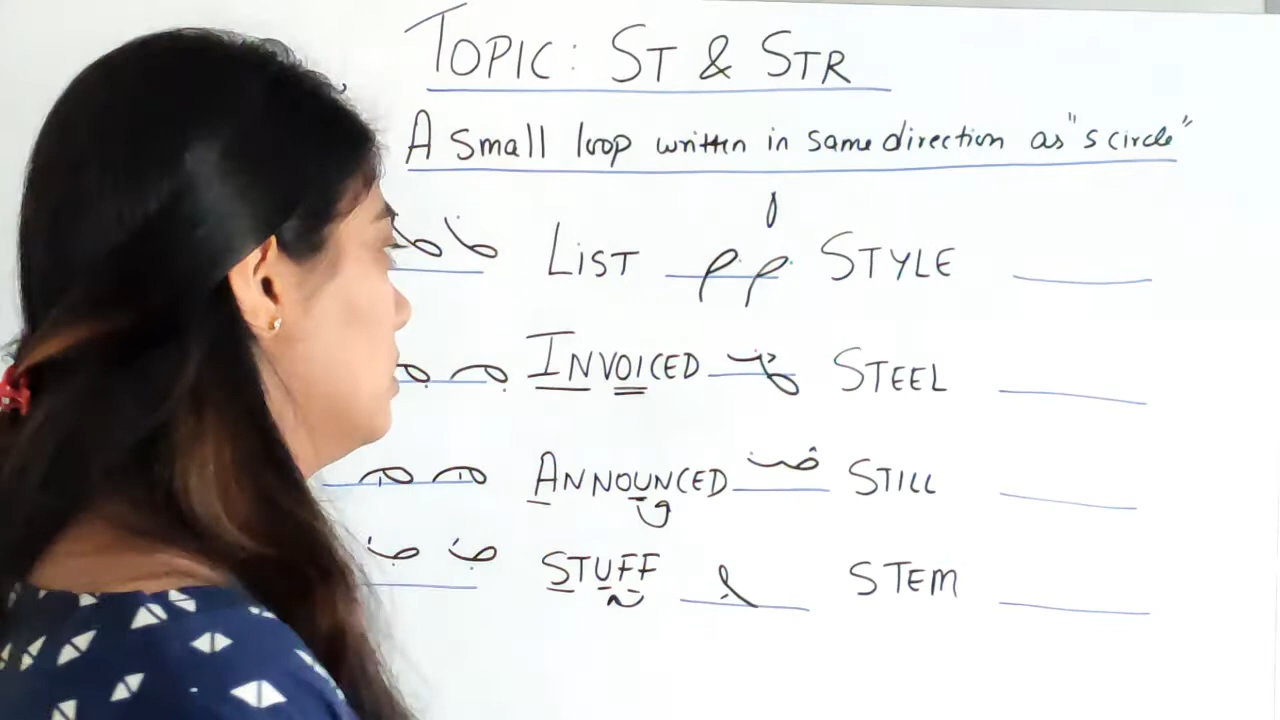 TOPIC: ST & STR
A small loop written in same direction as "s circle"
LIST STYLE
INVOICED STEEL
ANNOUNCED STILL
STUFF STEM